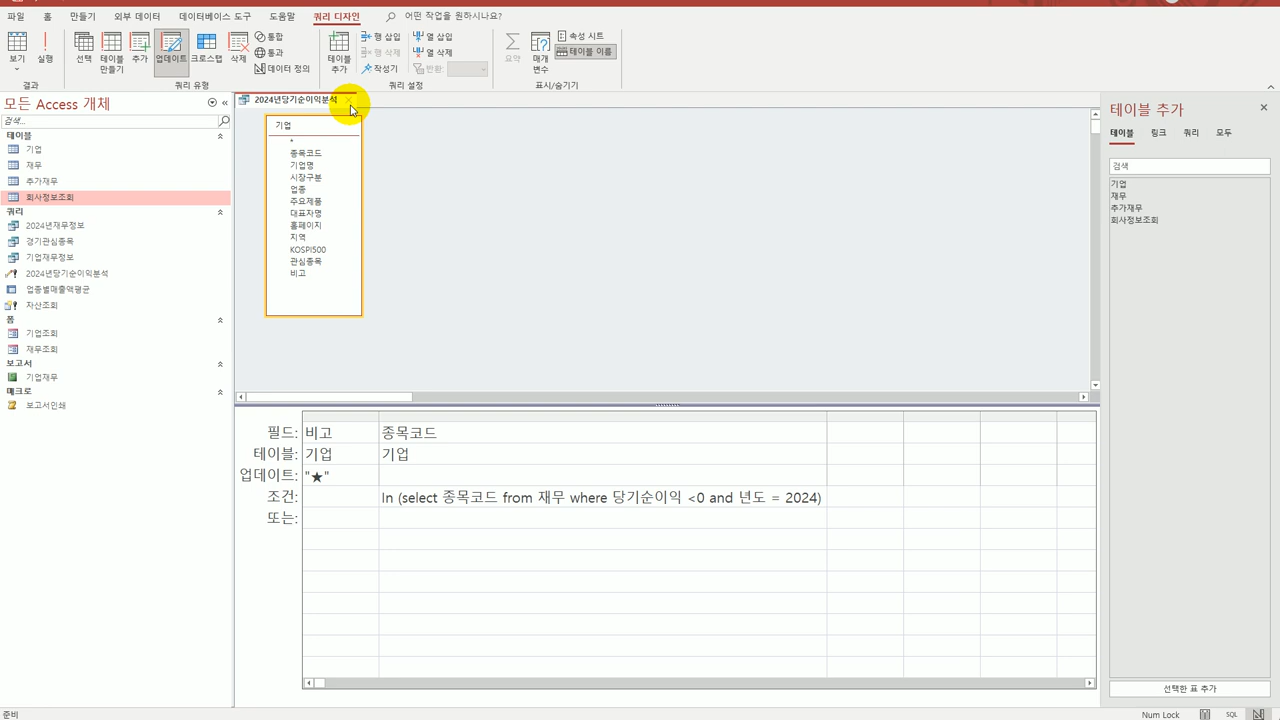 파일 홈 만들기 외부 데이터 데이터베이스 도구 도움말 쿼리 디자인 어떤 작업을 원하시나요?
보기 실행 선택 테이블 만들기 추가 업데이트 크로스탭 삭제 통합 통과 데이터 정의
테이블 추가 행 삽입 행 삭제 작성기 열 삽입 열 삭제 반환:
요약 매개 변수 속성 시트 테이블 이름
결과 쿼리 유형 쿼리 설정 표시/숨기기
모든 Access 개체
검색...
테이블
기업
재무
추가재무
회사정보조회
쿼리
2024년재무정보
경기관심종목
기업재무정보
2024년당기순이익분석
업종별매출액평균
자산조회
폼
기업조회
재무조회
보고서
기업재무
매크로
보고서인쇄
2024년당기순이익분석
기업
*
종목코드
기업명
시장구분
업종
주요제품
대표자명
홈페이지
지역
KOSPI500
관심종목
비고
필드: 비고 종목코드
테이블: 기업 기업
업데이트: "★"
조건: In (select 종목코드 from 재무 where 당기순이익 <0 and 년도 = 2024)
또는:
테이블 추가
테이블 링크 쿼리 모두
검색
기업
재무
추가재무
회사정보조회
선택한 표 추가
준비 Num Lock SQL